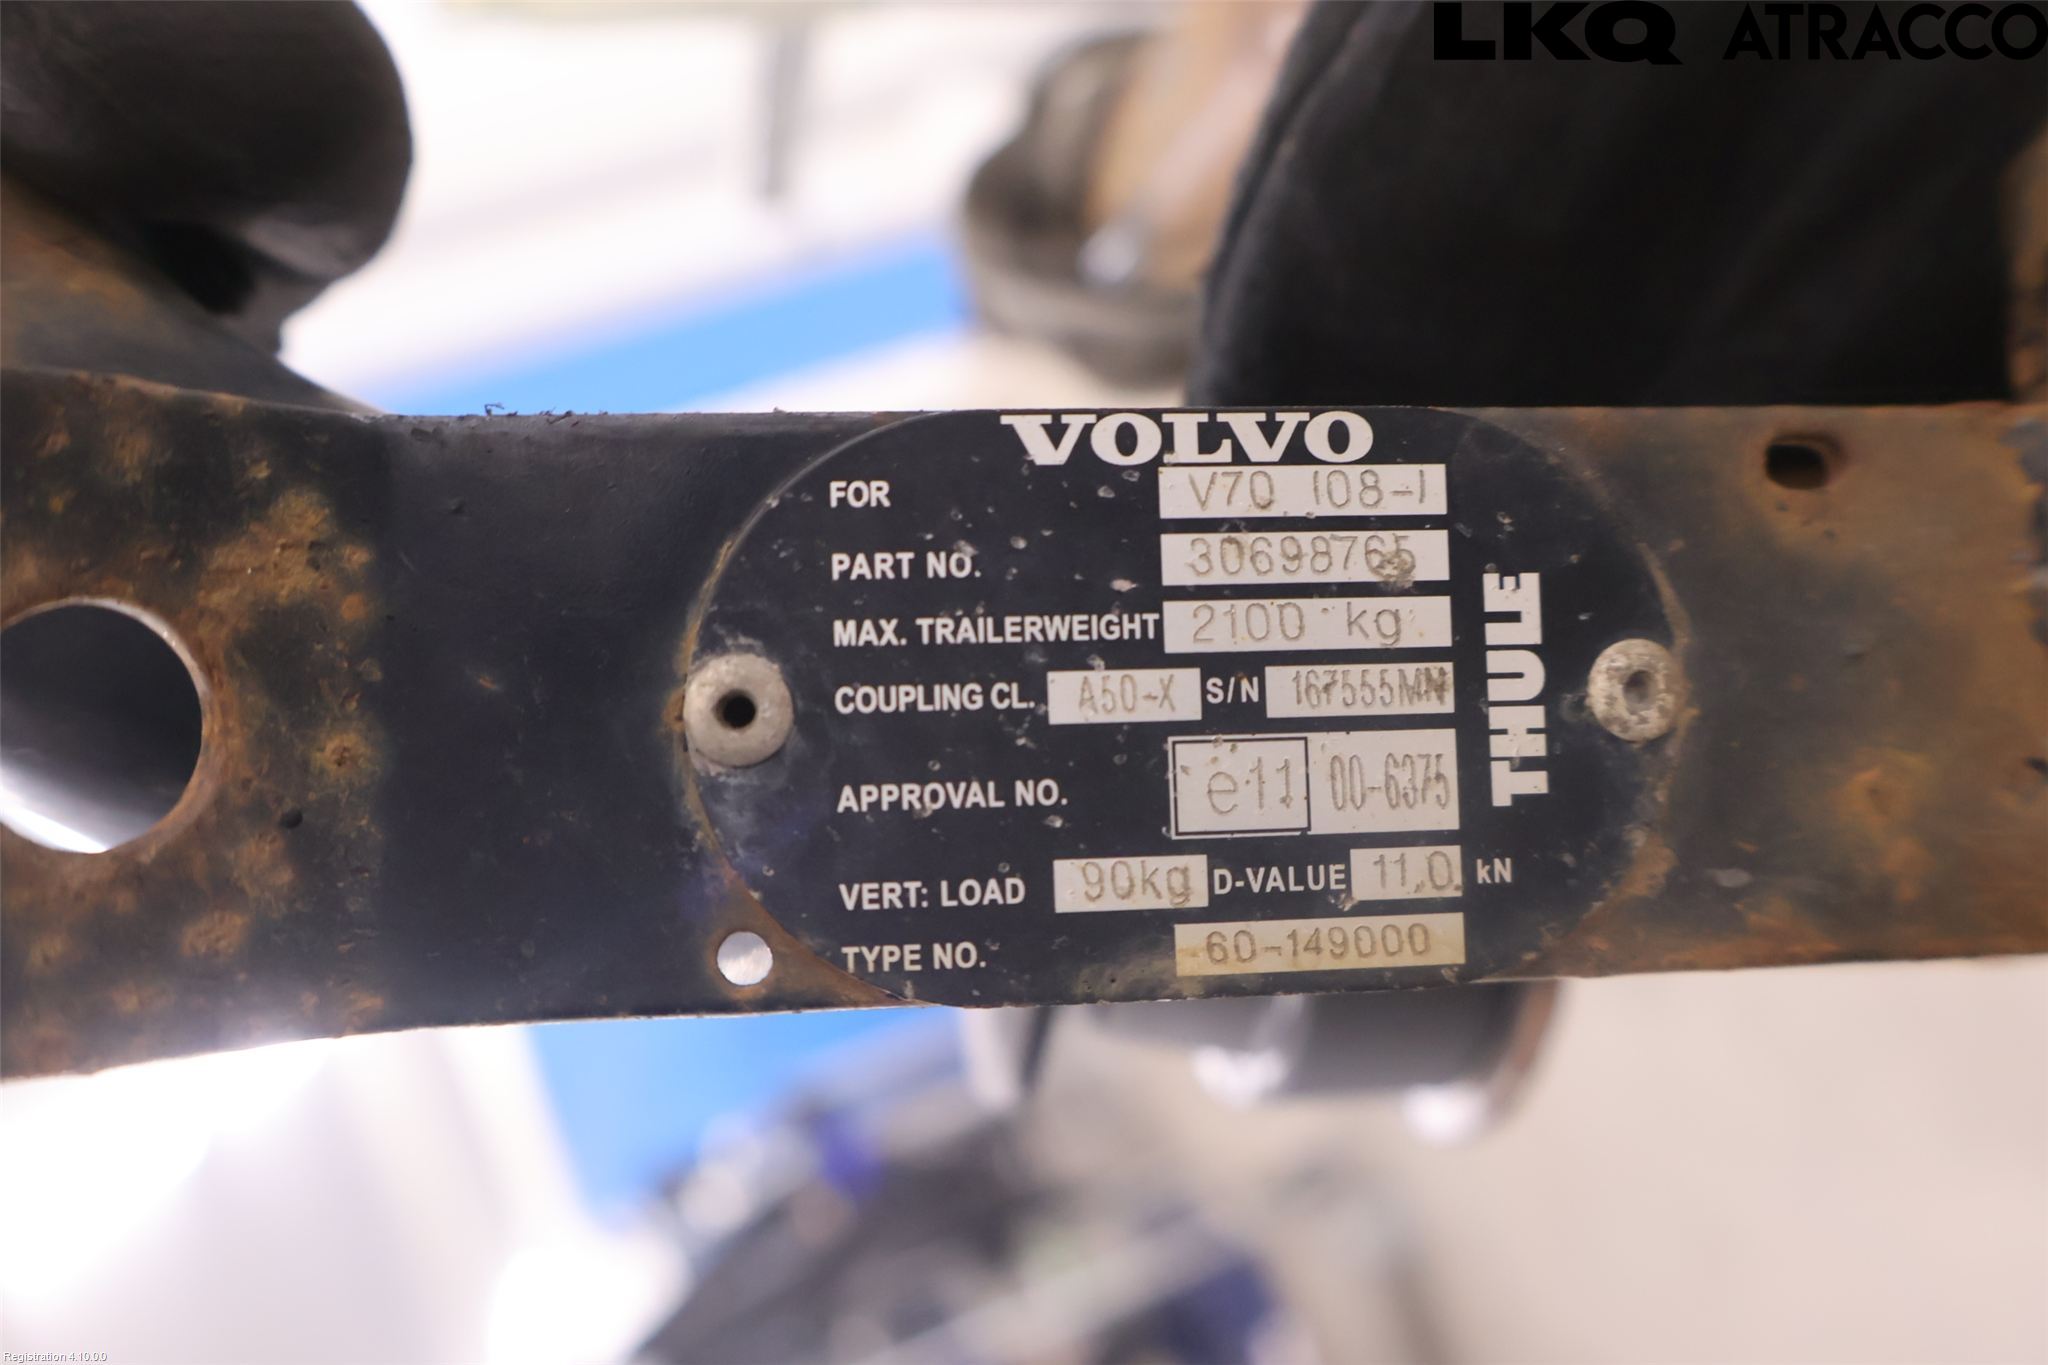 LKQ ATRACCO
VOLVO
FOR V70 108-1
PART NO. 30698765
MAX. TRAILERWEIGHT 2100 kg
COUPLING CL. A50-X S/N 167555MN
APPROVAL NO. e11 00-6375
VERT: LOAD 90kg D-VALUE 11,0 kN
TYPE NO. 60-149000
THULE
Registration 4.10.0.0